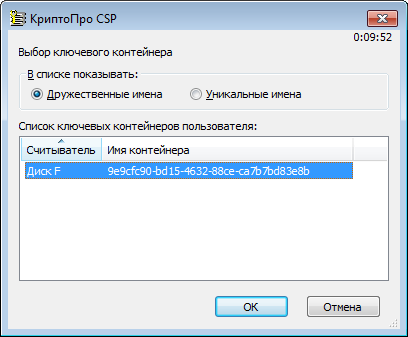 КриптоПро CSP
0:09:52
Выбор ключевого контейнера
В списке показывать:
Дружественные имена Уникальные имена
Список ключевых контейнеров пользователя:
Считыватель Имя контейнера
Диск F 9e9cfc90-bd15-4632-88ce-ca7b7bd83e8b
ОК Отмена